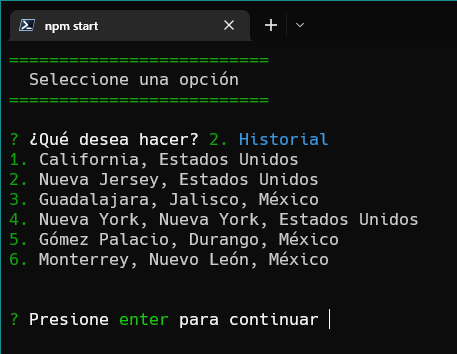 npm start
==========================
Seleccione una opción
==========================
? ¿Qué desea hacer? 2. Historial
1. California, Estados Unidos
2. Nueva Jersey, Estados Unidos
3. Guadalajara, Jalisco, México
4. Nueva York, Nueva York, Estados Unidos
5. Gómez Palacio, Durango, México
6. Monterrey, Nuevo León, México
? Presione enter para continuar